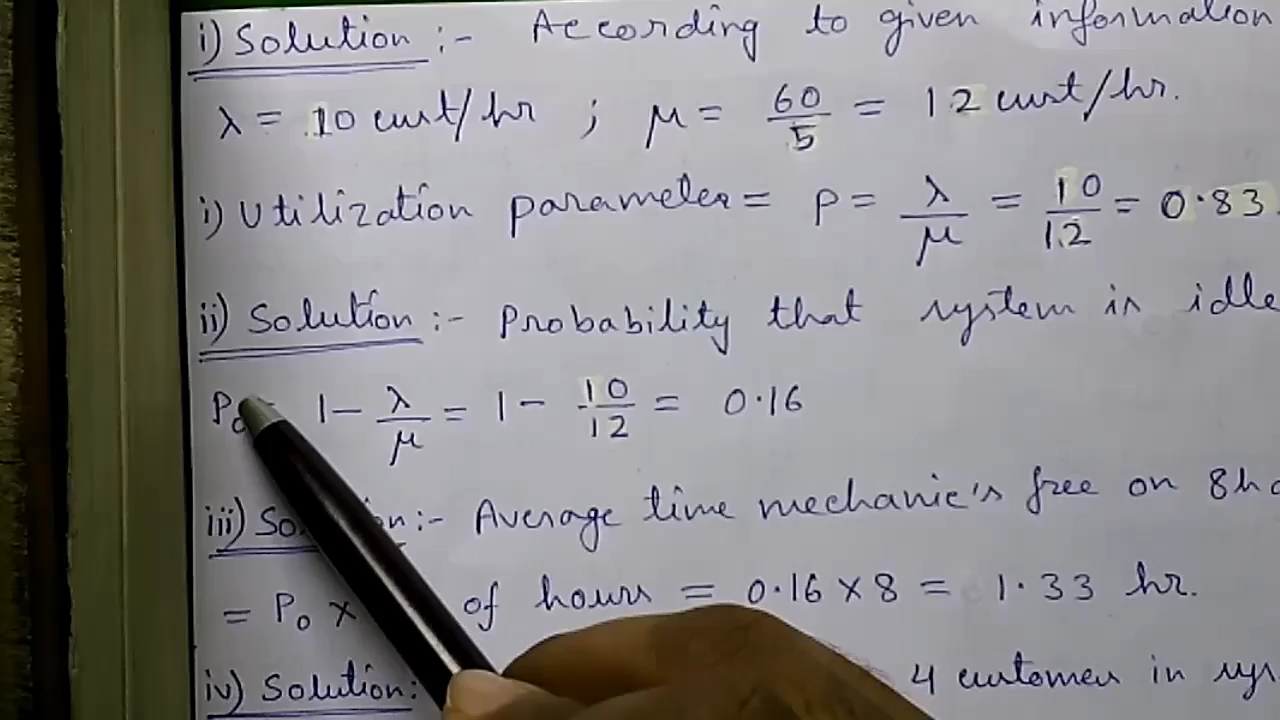 i) Solution :- According to given information
λ = 10 cust/hr ; μ = 60/5 = 12 cust/hr.
i) Utilization parameter = ρ = λ/μ = 10/12 = 0.83.
ii) Solution :- Probability that system in idle
P₀ = 1 - λ/μ = 1 - 10/12 = 0.16
iii) :- Average time mechanic's free on 8
= P₀ × of hours = 0.16 × 8 = 1.33 hr.
iv) Solution: 4 customer in